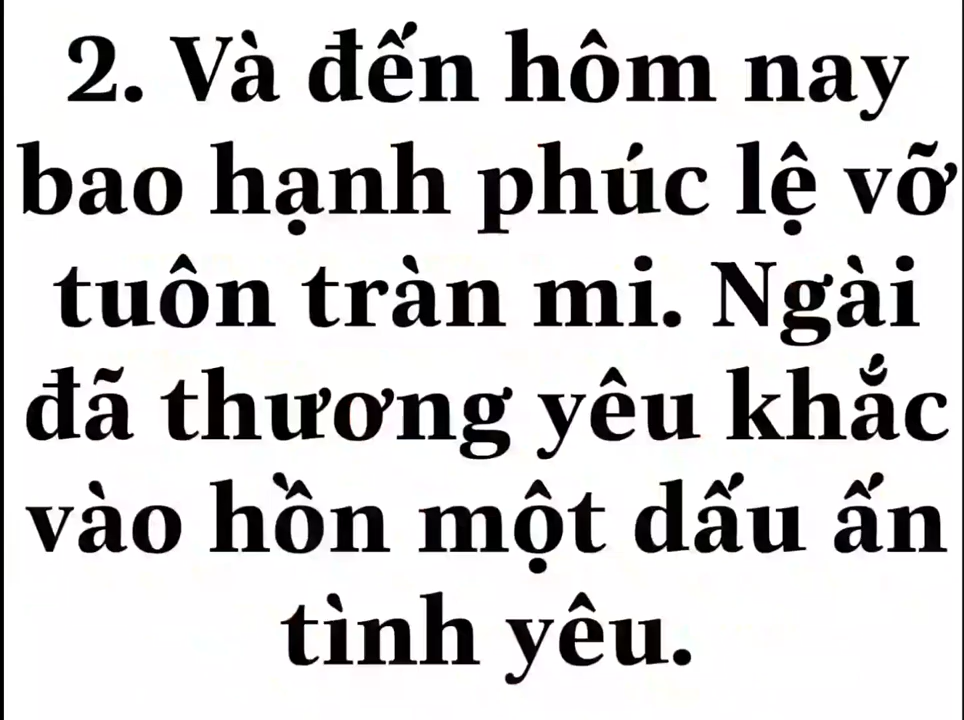 2. Và đến hôm nay
bao hạnh phúc lệ vỡ
tuôn tràn mi. Ngài
đã thương yêu khắc
vào hồn một dấu ấn
tình yêu.